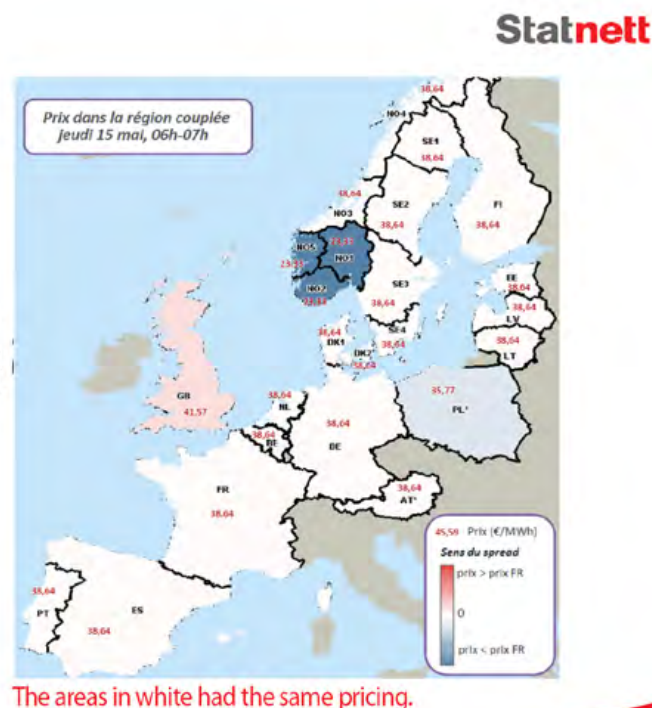 Statnett
Prix dans la région couplée
jeudi 15 mai, 06h-07h
38,64
NO4
SE1
38,64
38,64
NO3
SE2
38,64
FI
38,64
NO5
NO1
NO2
SE3
38,64
EE
38,64
38,64
LV
38,64
LT
38,64
DK1
SE4
38,64
DK2
38,64
GB
41,57
38,64
NL
38,64
BE
38,64
DE
35,77
PL'
FR
38,64
38,64
AT'
38,64
PT
ES
38,64
45,59 Prix (€/MWh)
Sens du spread
prix > prix FR
0
prix < prix FR
The areas in white had the same pricing.